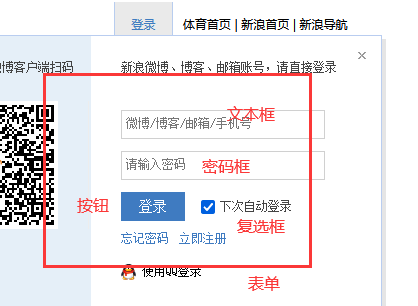 登录 体育首页 | 新浪首页 | 新浪导航
博客户端扫码
新浪微博、博客、邮箱账号，请直接登录
微博/博客/邮箱/手机号
文本框
请输入密码
密码框
按钮
登录
下次自动登录
复选框
忘记密码 立即注册
使用QQ登录
表单